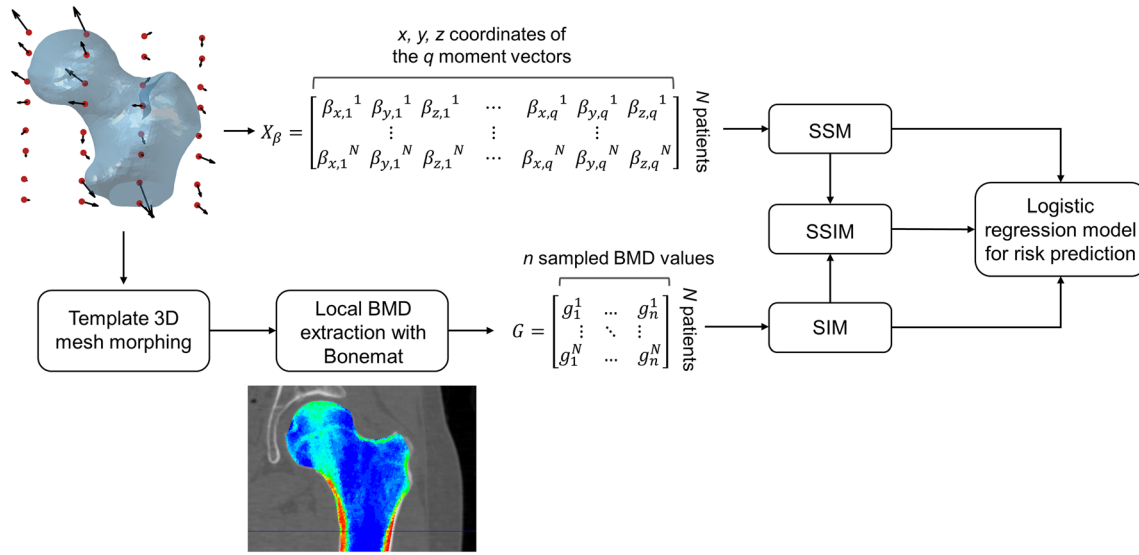 x, y, z coordinates of
the q moment vectors
X_β = [β_{x,1}^1 β_{y,1}^1 β_{z,1}^1 ⋯ β_{x,q}^1 β_{y,q}^1 β_{z,q}^1
⋮ ⋮ ⋮
β_{x,1}^N β_{y,1}^N β_{z,1}^N ⋯ β_{x,q}^N β_{y,q}^N β_{z,q}^N]
N patients
SSM
SSIM
Logistic
regression model
for risk prediction
n sampled BMD values
Template 3D
mesh morphing
Local BMD
extraction with
Bonemat
G = [g_1^1 … g_n^1
⋮ ⋱ ⋮
g_1^N … g_n^N]
N patients
SIM